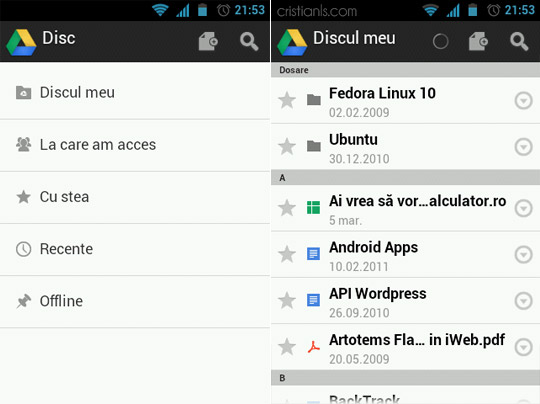 21:53
Disc
Discul meu
La care am acces
Cu stea
Recente
Offline
cristianls.com
21:53
Discul meu
Dosare
Fedora Linux 10
02.02.2009
Ubuntu
30.12.2010
A
Ai vrea să vor...alculator.ro
5 mar.
Android Apps
10.02.2011
API Wordpress
26.09.2010
Artotems Fla... in iWeb.pdf
20.05.2009
B
BackTrack